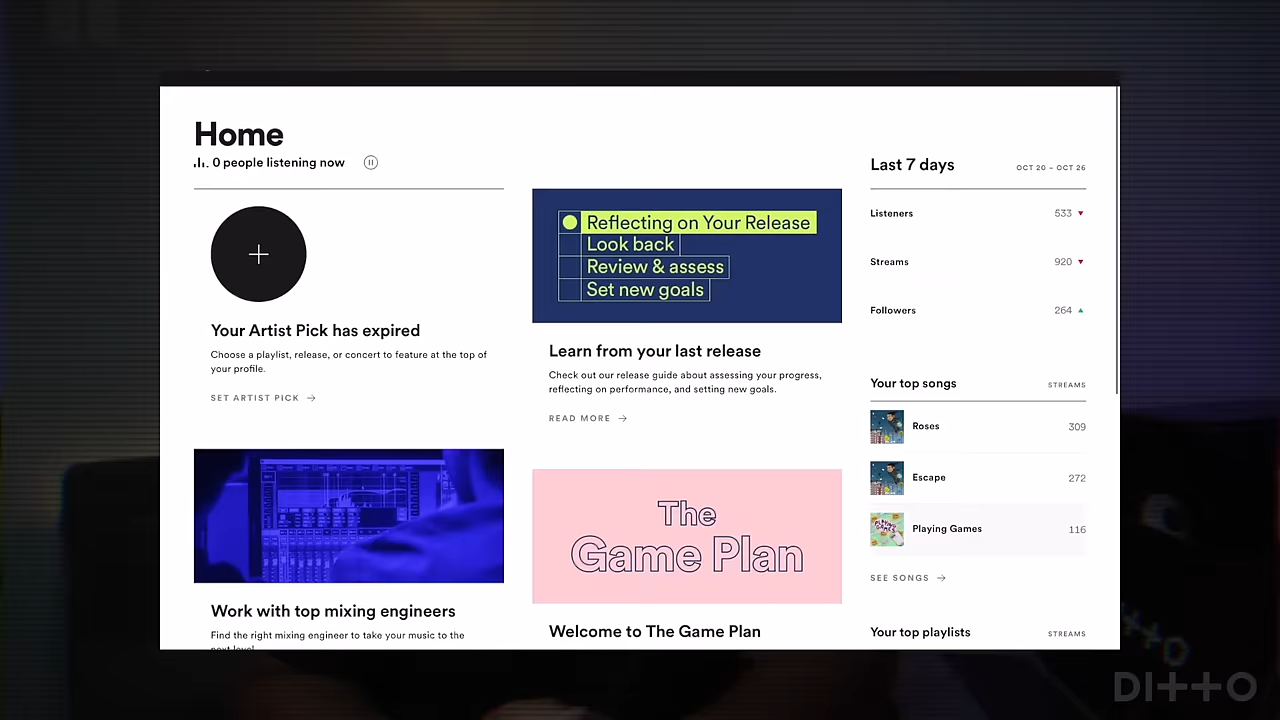 Home
0 people listening now
Your Artist Pick has expired
Choose a playlist, release, or concert to feature at the top of
your profile.
SET ARTIST PICK
Work with top mixing engineers
Find the right mixing engineer to take your music to the
next level.
Reflecting on Your Release
Look back
Review & assess
Set new goals
Learn from your last release
Check out our release guide about assessing your progress,
reflecting on performance, and setting new goals.
READ MORE
The
Game Plan
Welcome to The Game Plan
Last 7 days OCT 20 – OCT 26
Listeners 533
Streams 920
Followers 264
Your top songs STREAMS
Roses 309
Escape 272
Playing Games 116
SEE SONGS
Your top playlists STREAMS
DITTO